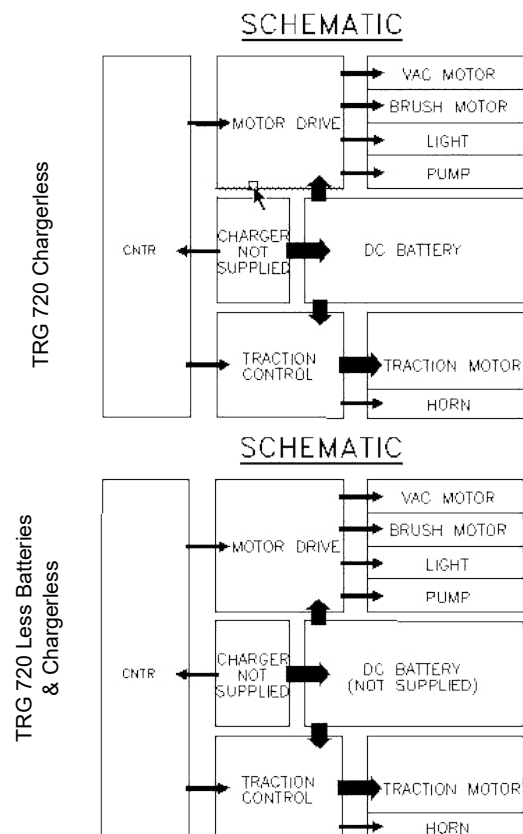 SCHEMATIC
TRG 720 Chargerless
CNTR
MOTOR DRIVE
VAC MOTOR
BRUSH MOTOR
LIGHT
PUMP
CHARGER
NOT
SUPPLIED
DC BATTERY
TRACTION
CONTROL
TRACTION MOTOR
HORN
SCHEMATIC
TRG 720 Less Batteries
& Chargerless
CNTR
MOTOR DRIVE
VAC MOTOR
BRUSH MOTOR
LIGHT
PUMP
CHARGER
NOT
SUPPLIED
DC BATTERY
(NOT SUPPLIED)
TRACTION
CONTROL
TRACTION MOTOR
HORN